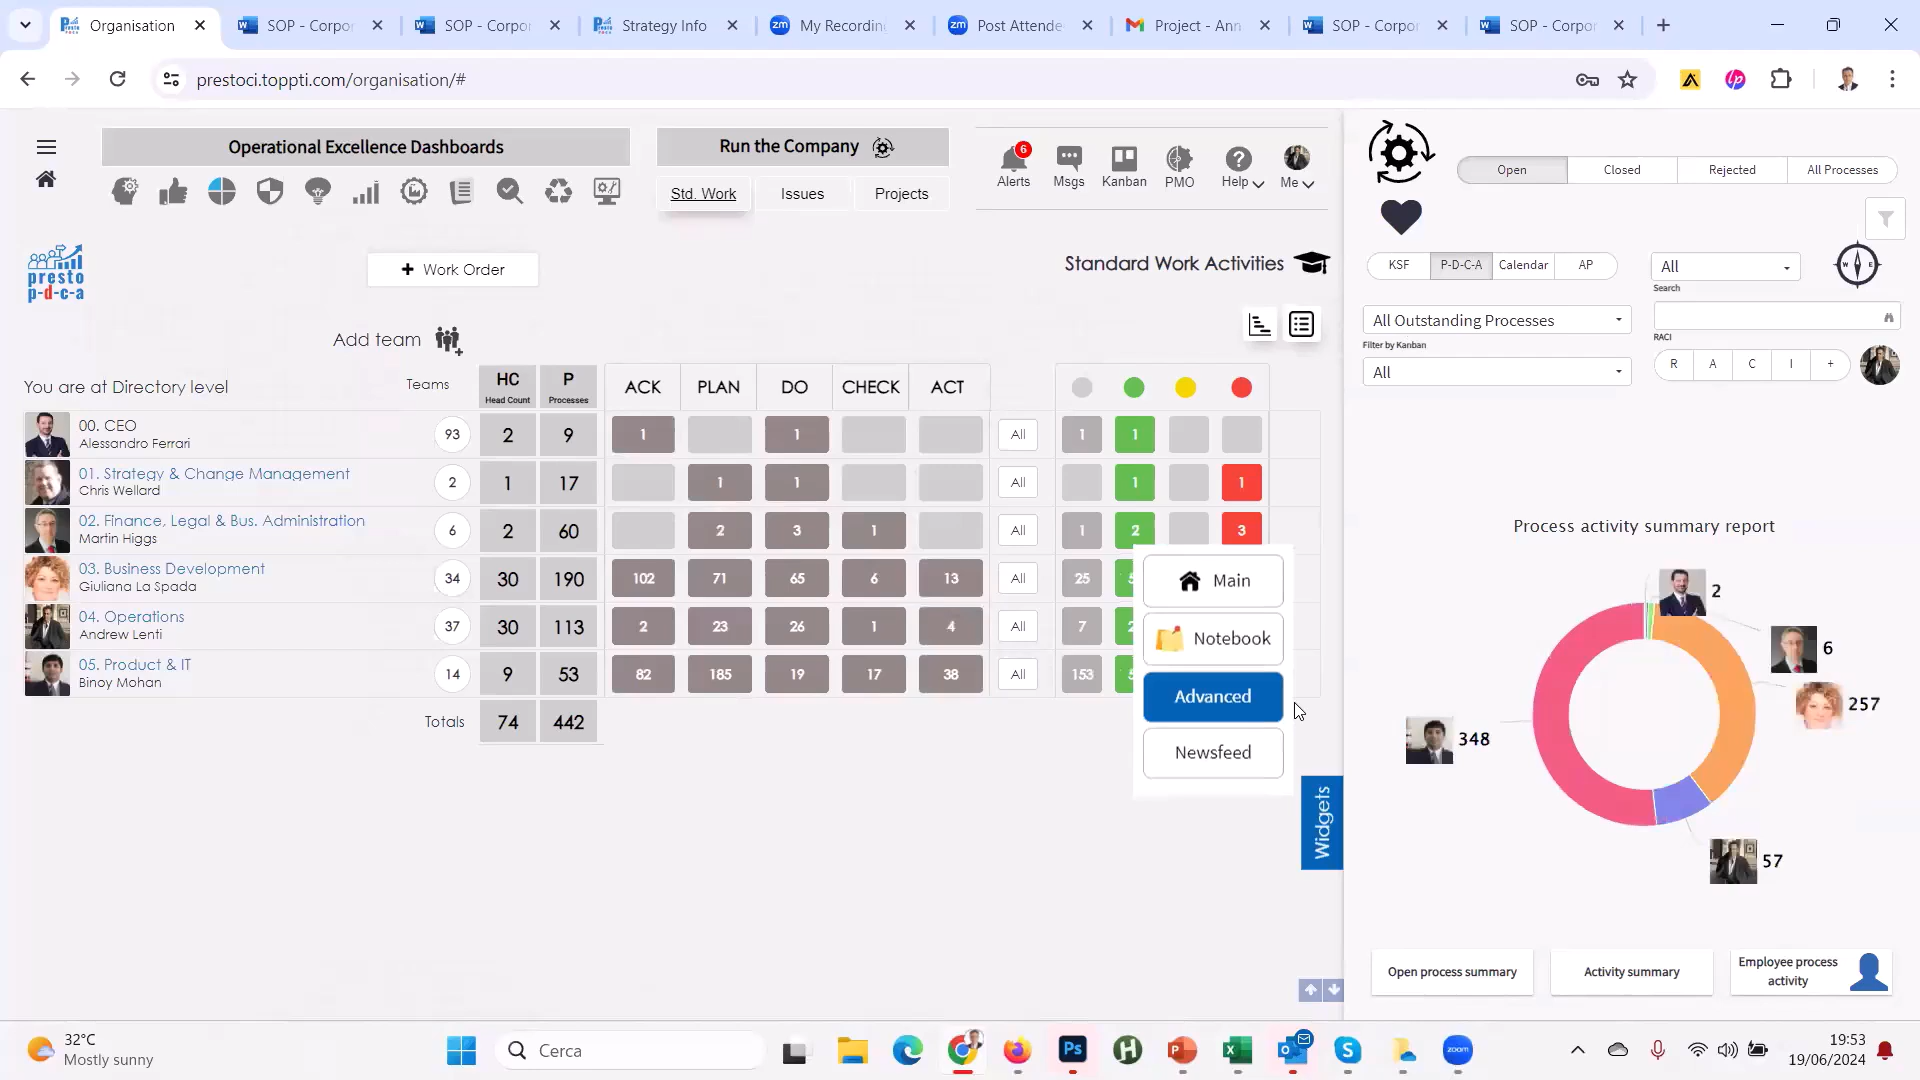 Organisation
SOP - Corpor
SOP - Corpor
Strategy Info
My Recording
Post Attende
Project - Ann
SOP - Corpor
SOP - Corpor
prestoci.toppti.com/organisation/#
Operational Excellence Dashboards
Run the Company
Std. Work
Issues
Projects
6
Alerts
Msgs
Kanban
PMO
Help
Me
Open
Closed
Rejected
All Processes
presto
p-d-c-a
+ Work Order
Standard Work Activities
KSF
P-D-C-A
Calendar
AP
All
Search
All Outstanding Processes
Filter by Kanban
All
RACI
R
A
C
I
+
Add team
You are at Directory level
Teams
HC
Head Count
P
Processes
ACK
PLAN
DO
CHECK
ACT
00. CEO
Alessandro Ferrari
93 2 9 1 1 All 1 1
01. Strategy & Change Management
Chris Wellard
2 1 17 1 1 All 1 1
02. Finance, Legal & Bus. Administration
Martin Higgs
6 2 60 2 3 1 All 1 2 3
03. Business Development
Giuliana La Spada
34 30 190 102 71 65 6 13 All 25
04. Operations
Andrew Lenti
37 30 113 2 23 26 1 4 All 7
05. Product & IT
Binoy Mohan
14 9 53 82 185 19 17 38 All 153
Totals 74 442
Main
Notebook
Advanced
Newsfeed
Widgets
Process activity summary report
2
6
257
348
57
Open process summary
Activity summary
Employee process
activity
32°C
Mostly sunny
Cerca
Ps
zoom
19:53
19/06/2024